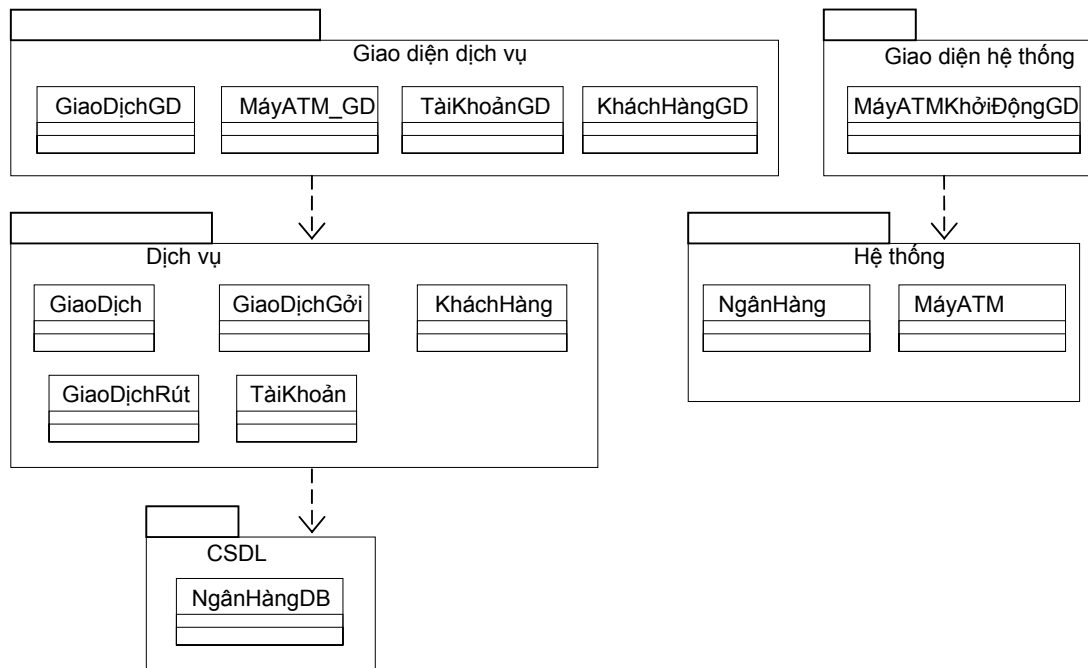 Giao diện dịch vụ
Giao diện hệ thống
GiaoDịchGD
MáyATM_GD
TàiKhoảnGD
KháchHàngGD
MáyATMKhởiĐộngGD
Dịch vụ
Hệ thống
GiaoDịch
GiaoDịchGởi
KháchHàng
NgânHàng
MáyATM
GiaoDịchRút
TàiKhoản
CSDL
NgânHàngDB